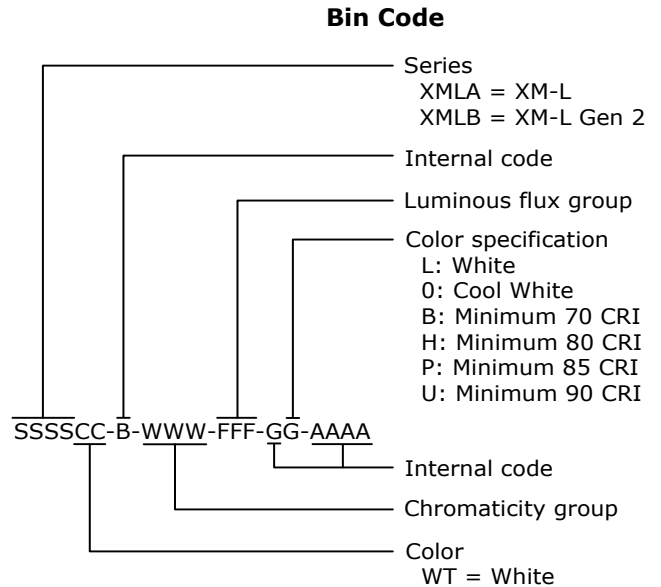 Bin Code
Series
XMLA = XM-L
XMLB = XM-L Gen 2
Internal code
Luminous flux group
Color specification
L: White
0: Cool White
B: Minimum 70 CRI
H: Minimum 80 CRI
P: Minimum 85 CRI
U: Minimum 90 CRI
SSSSCC-B-WWW-FFF-GG-AAAA
Internal code
Chromaticity group
Color
WT = White